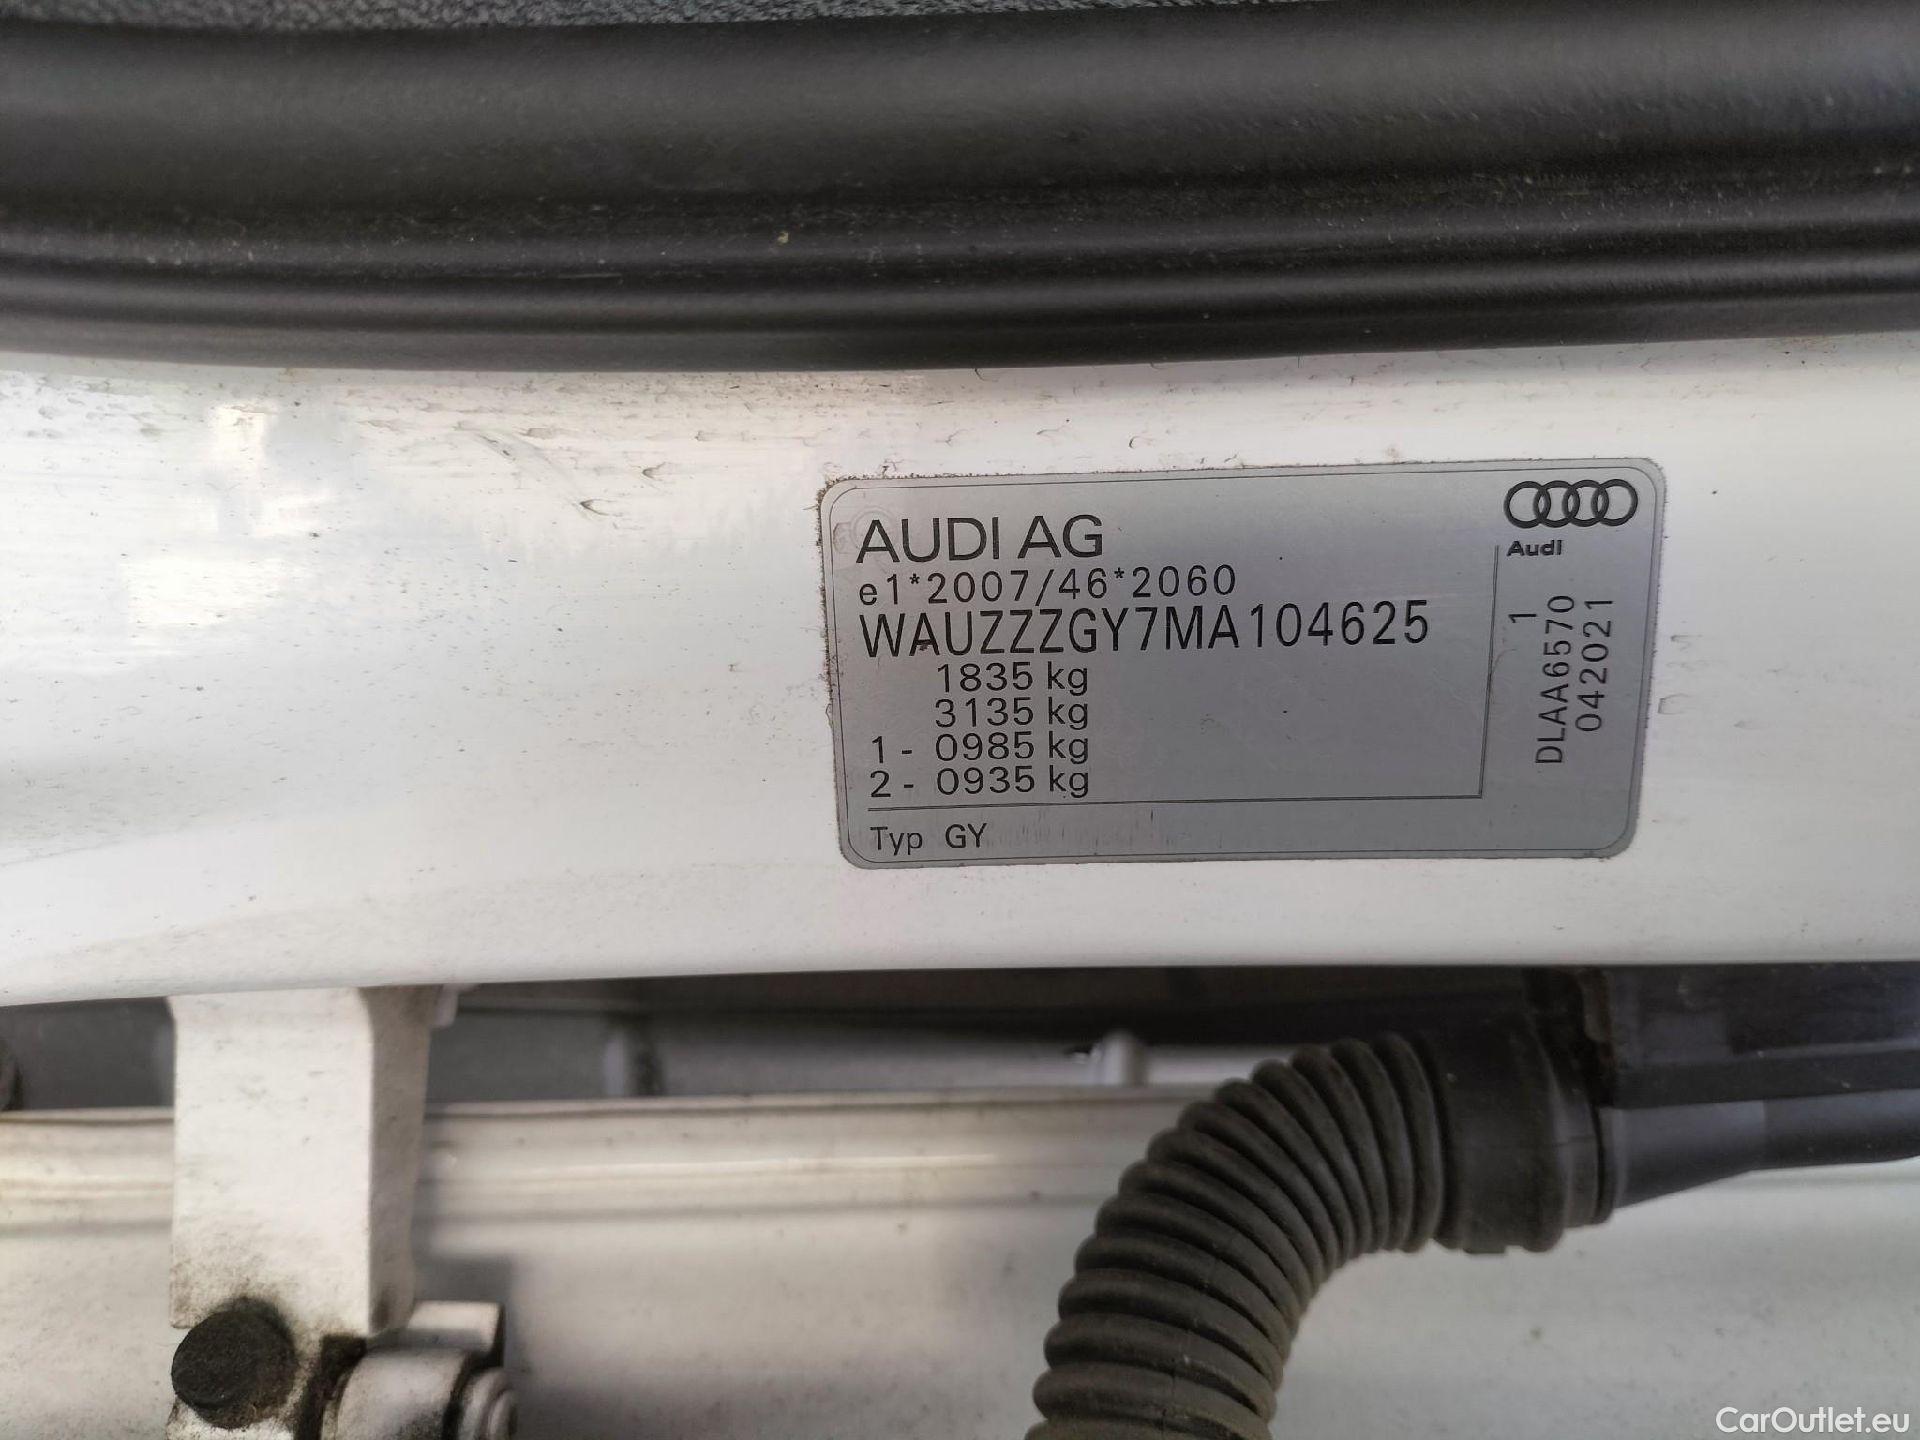 AUDI AG
Audi
e1*2007/46*2060
WAUZZZGY7MA104625
1835 kg
3135 kg
1 - 0985 kg
2 - 0935 kg
Typ GY
1
DLAA6570
042021
CarOutlet.eu